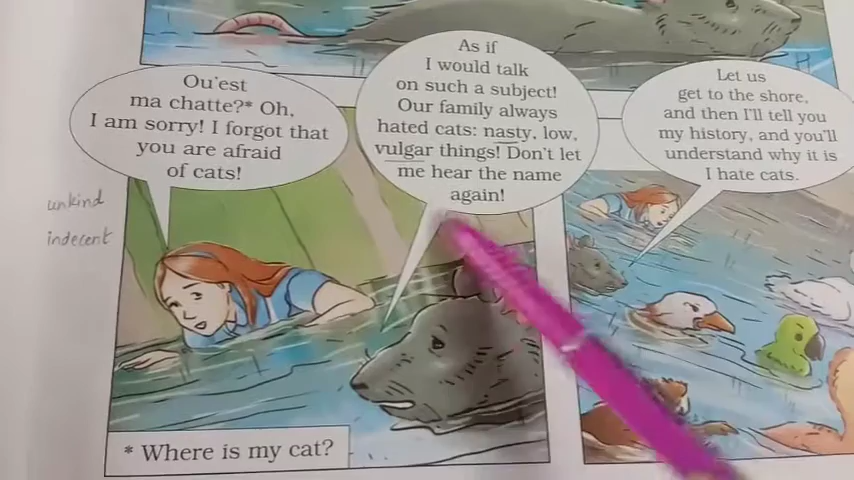 Ou'est
ma chatte?* Oh,
I am sorry! I forgot that
you are afraid
of cats!
As if
I would talk
on such a subject!
Our family always
hated cats: nasty, low,
vulgar things! Don't let
me hear the name
again!
Let us
get to the shore,
and then I'll tell you
my history, and you'll
understand why it is
I hate cats.
unkind
indecent
* Where is my cat?